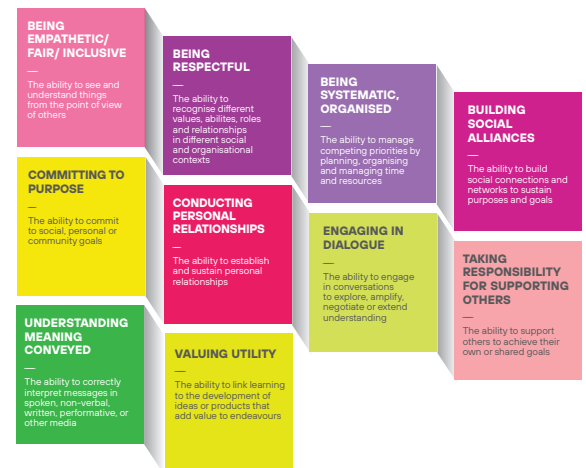 BEING
EMPATHETIC/
FAIR/ INCLUSIVE
—
The ability to see and
understand things
from the point of view
of others
BEING
RESPECTFUL
—
The ability to
recognise different
values, abilites, roles
and relationships
in different social
and organisational
contexts
BEING
SYSTEMATIC,
ORGANISED
—
The ability to manage
competing priorities by
planning, organising
and managing time
and resources
BUILDING
SOCIAL
ALLIANCES
—
The ability to build
social connections and
networks to sustain
purposes and goals
COMMITTING TO
PURPOSE
—
The ability to commit
to social, personal or
community goals
CONDUCTING
PERSONAL
RELATIONSHIPS
—
The ability to establish
and sustain personal
relationships
ENGAGING IN
DIALOGUE
—
The ability to engage
in conversations
to explore, amplify,
negotiate or extend
understanding
TAKING
RESPONSIBILITY
FOR SUPPORTING
OTHERS
—
The ability to support
others to achieve their
own or shared goals
UNDERSTANDING
MEANING
CONVEYED
—
The ability to correctly
interpret messages in
spoken, non-verbal,
written, performative, or
other media
VALUING UTILITY
—
The ability to link learning
to the development of
ideas or products that
add value to endeavours